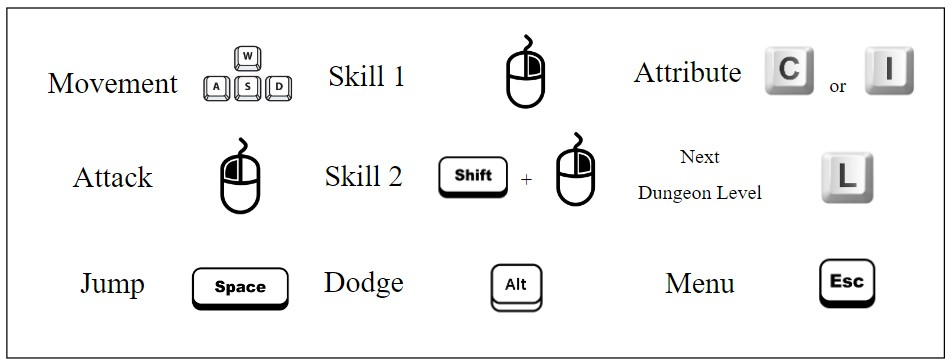 Movement W A S D
Skill 1
Attribute C or I
Attack
Skill 2 Shift +
Next
Dungeon Level L
Jump Space
Dodge Alt
Menu Esc